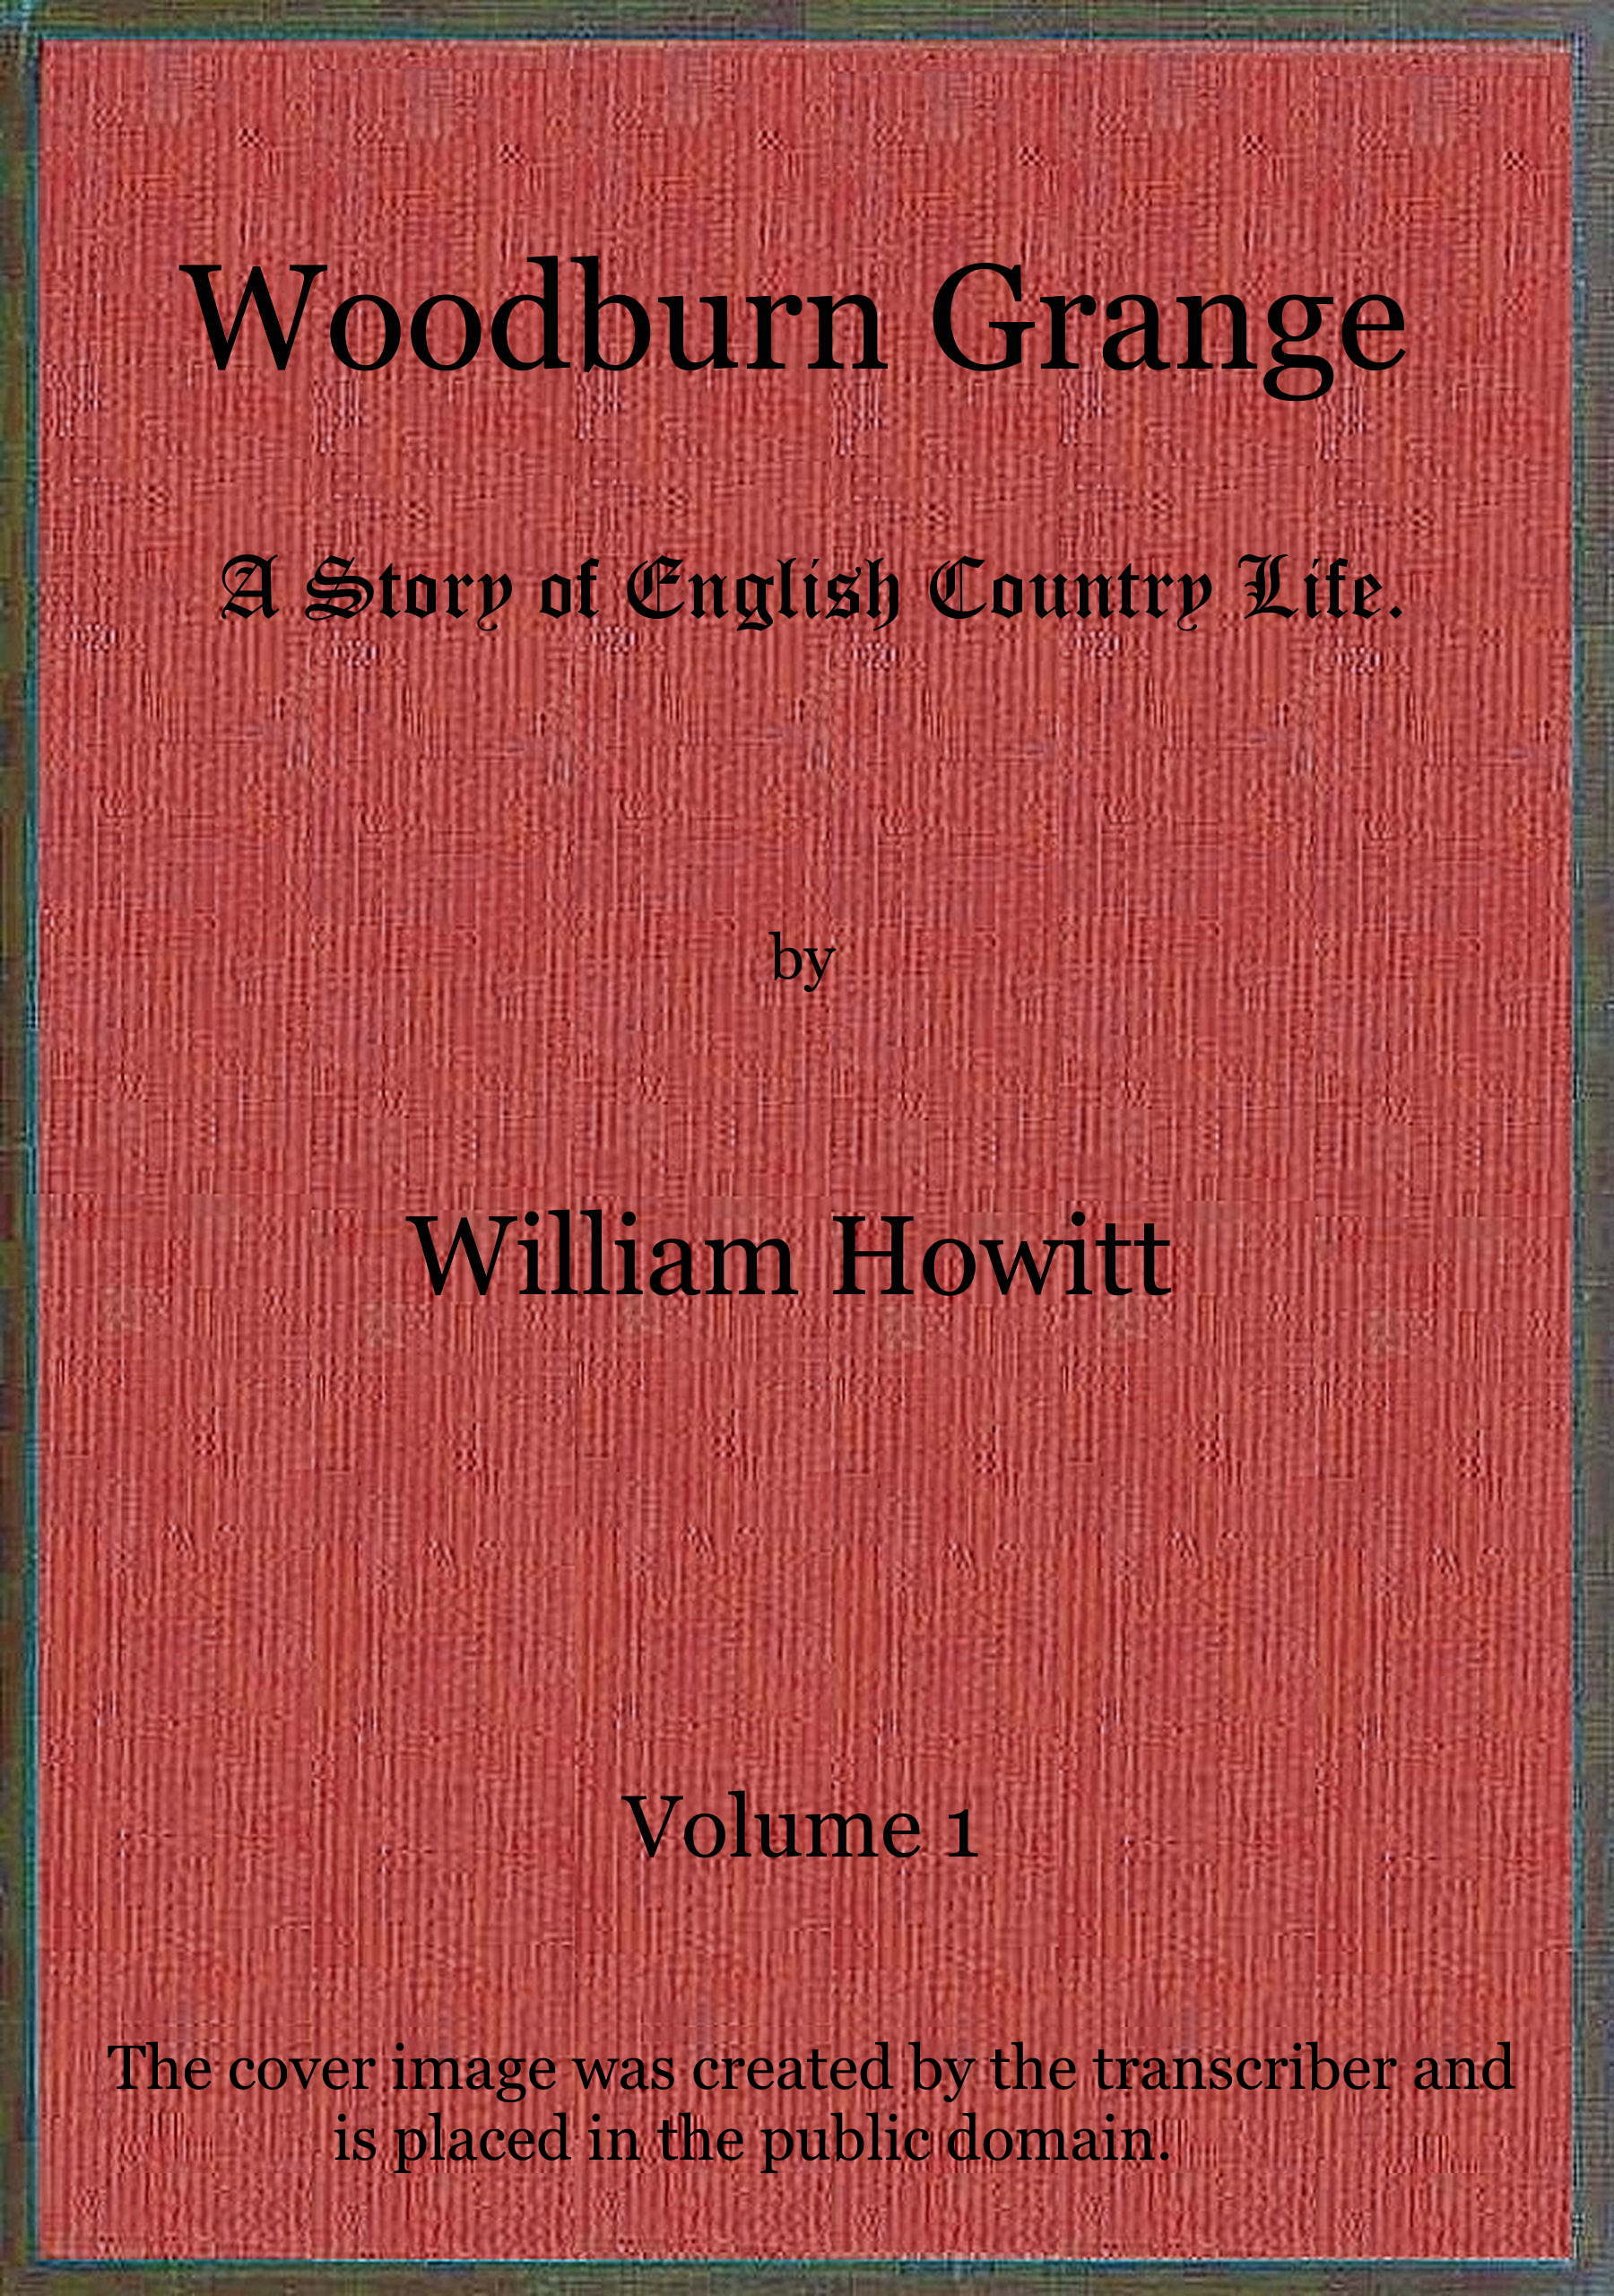 Woodburn Grange
A Story of English Country Life.
by
William Howitt
Volume 1
The cover image was created by the transcriber and
is placed in the public domain.